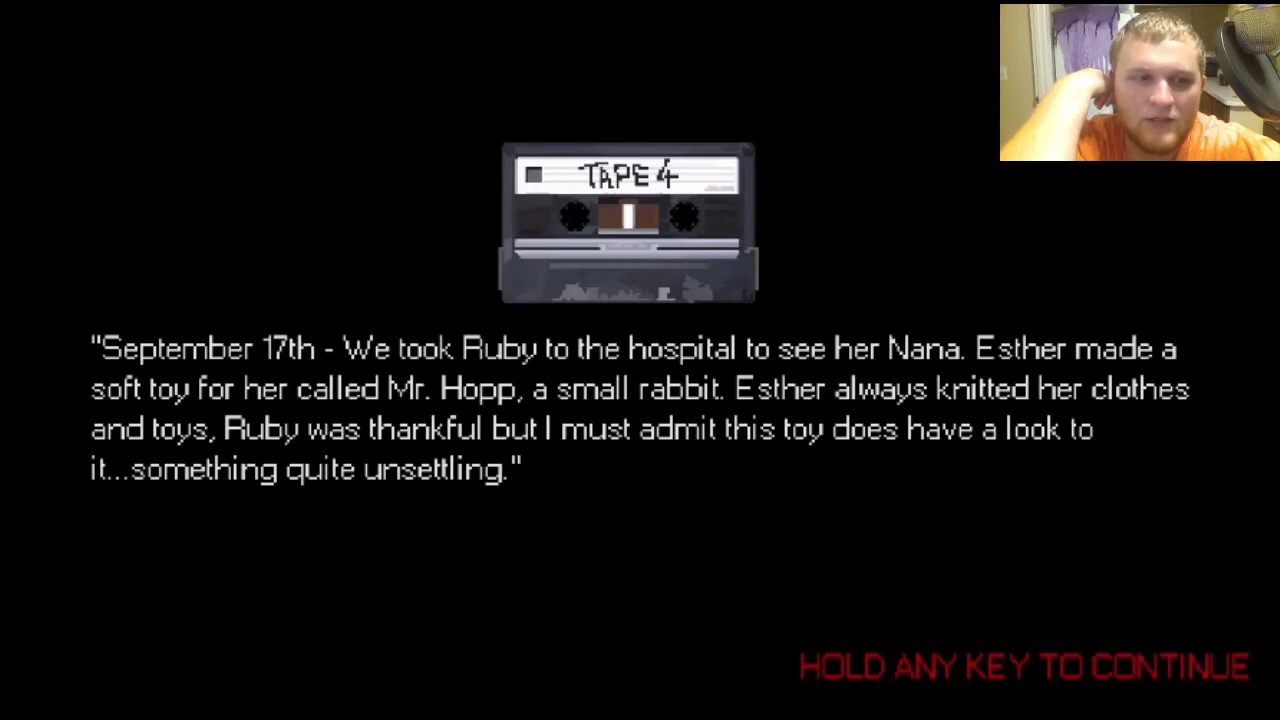 TAPE 4
"September 17th - We took Ruby to the hospital to see her Nana. Esther made a
soft toy for her called Mr. Hopp, a small rabbit. Esther always knitted her clothes
and toys, Ruby was thankful but I must admit this toy does have a look to
it...something quite unsettling."
HOLD ANY KEY TO CONTINUE